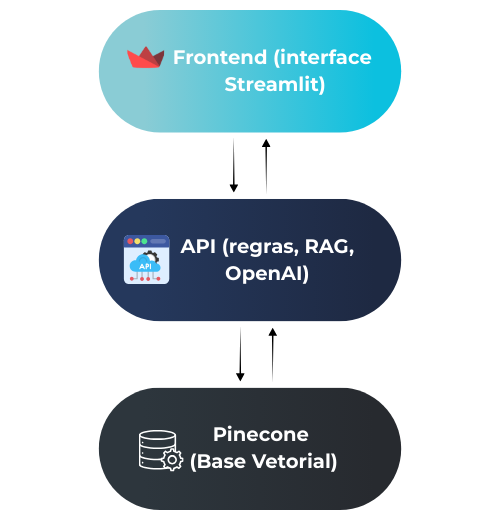 Frontend (interface
Streamlit)
API (regras, RAG,
OpenAI)
API
Pinecone
(Base Vetorial)